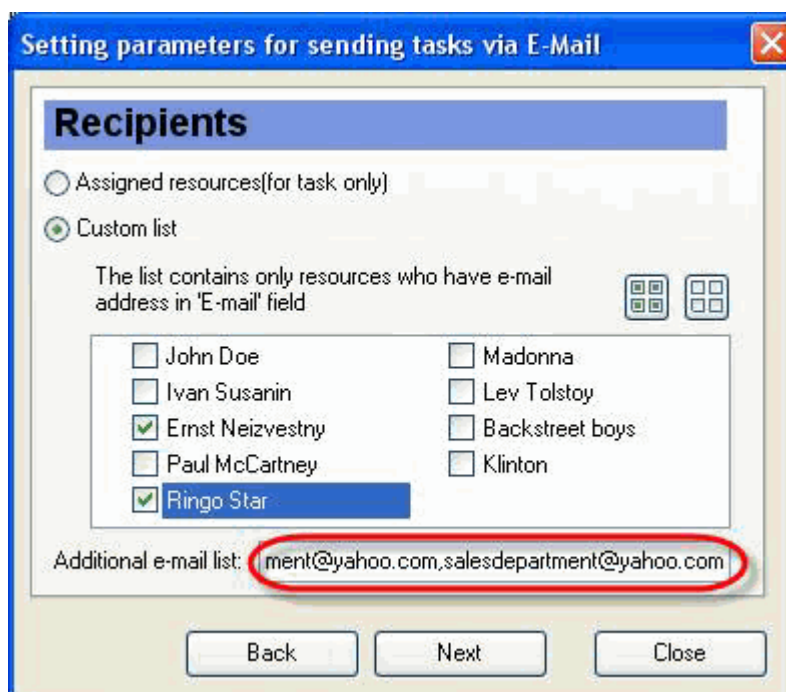 Setting parameters for sending tasks via E-Mail
Recipients
Assigned resources(for task only)
Custom list
The list contains only resources who have e-mail
address in 'E-mail' field
John Doe
Madonna
Ivan Susanin
Lev Tolstoy
Ernst Neizvestny
Backstreet boys
Paul McCartney
Klinton
Ringo Star
Additional e-mail list: ment@yahoo.com,salesdepartment@yahoo.com
Back
Next
Close